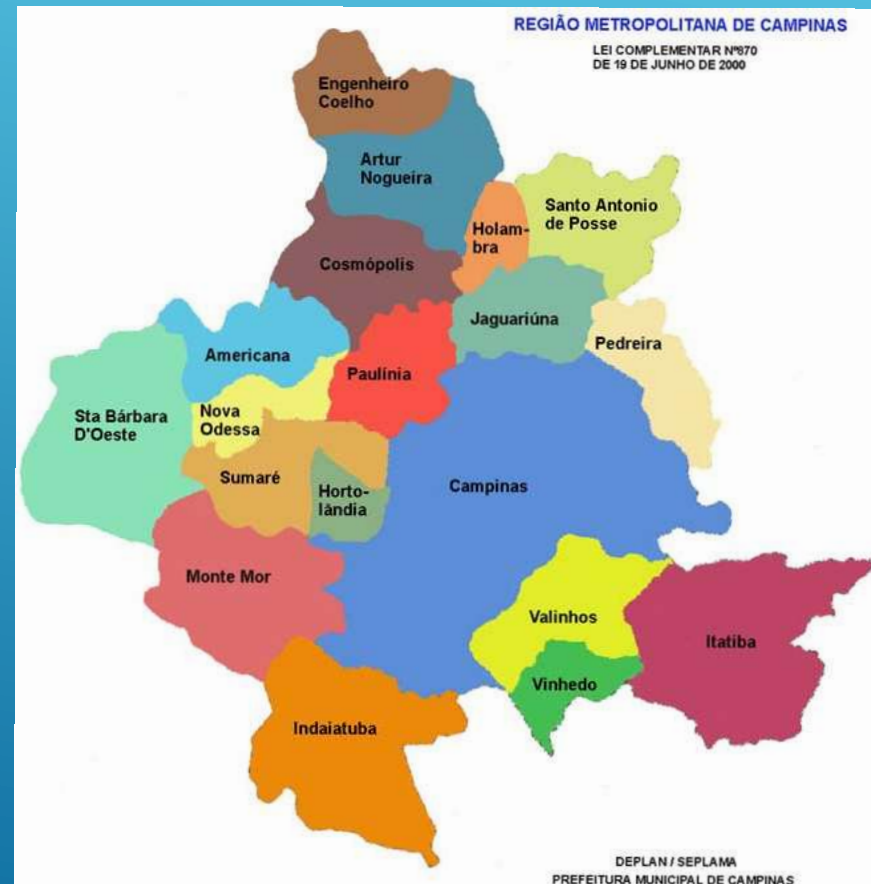 REGIÃO METROPOLITANA DE CAMPINAS
LEI COMPLEMENTAR Nº870
DE 19 DE JUNHO DE 2000
Engenheiro
Coelho
Artur
Nogueira
Holam-
bra
Santo Antonio
de Posse
Cosmópolis
Jaguariúna
Pedreira
Americana
Paulínia
Sta Bárbara
D'Oeste
Nova
Odessa
Sumaré
Horto-
lândia
Campinas
Monte Mor
Valinhos
Itatiba
Vinhedo
Indaiatuba
DEPLAN / SEPLAMA
PREFEITURA MUNICIPAL DE CAMPINAS